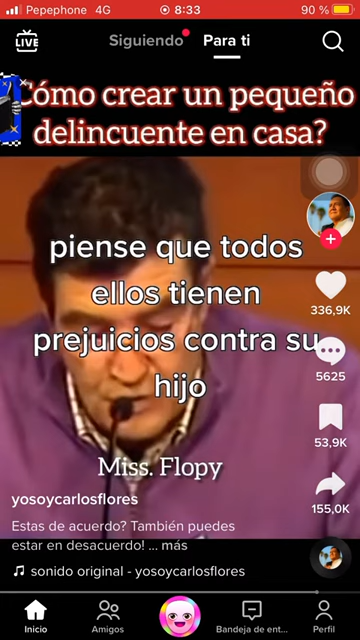 Pepephone 4G
8:33
90 %
LIVE
Siguiendo
Para ti
Cómo crear un pequeño
delincuente en casa?
piense que todos
ellos tienen
prejuicios contra su
hijo
Miss. Flopy
336,9K
5625
53,9K
155,0K
yosoycarlosflores
Estas de acuerdo? También puedes
estar en desacuerdo! ... más
sonido original - yosoycarlosflores
Inicio
Amigos
Bandeja de ent...
Perfil